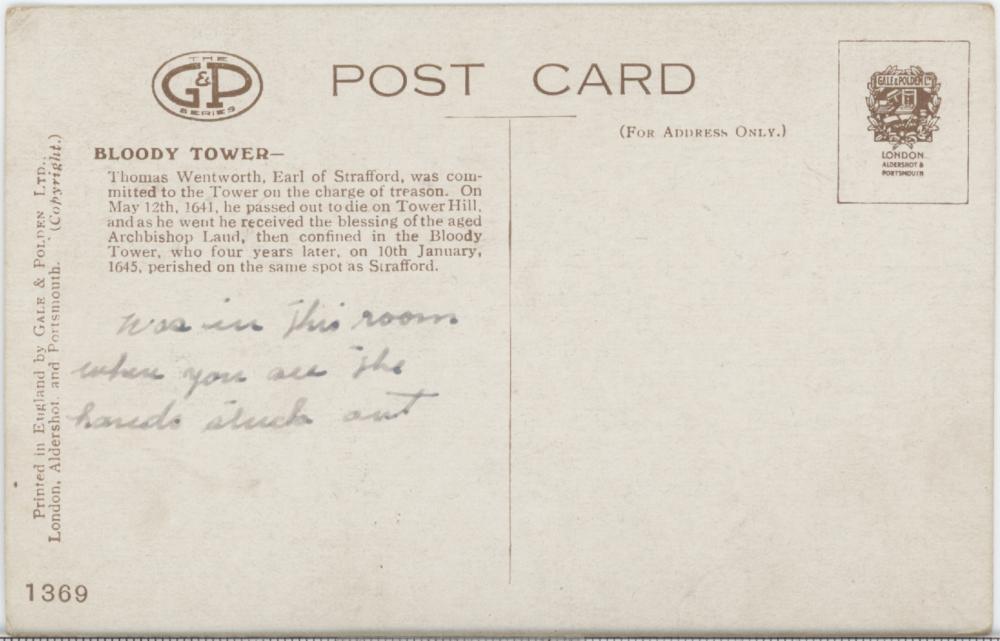 THE
G&P
SERIES
POST CARD
(FOR ADDRESS ONLY.)
GALE & POLDEN LTD
LONDON
ALDERSHOT &
PORTSMOUTH
BLOODY TOWER—
Thomas Wentworth, Earl of Strafford, was com-
mitted to the Tower on the charge of treason. On
May 12th, 1641, he passed out to die on Tower Hill,
and as he went he received the blessing of the aged
Archbishop Laud, then confined in the Bloody
Tower, who four years later, on 10th January,
1645, perished on the same spot as Strafford.
Was in this room
when you see the
hands stuck out
Printed in England by GALE & POLDEN LTD.,
London, Aldershot, and Portsmouth. (Copyright.)
1369